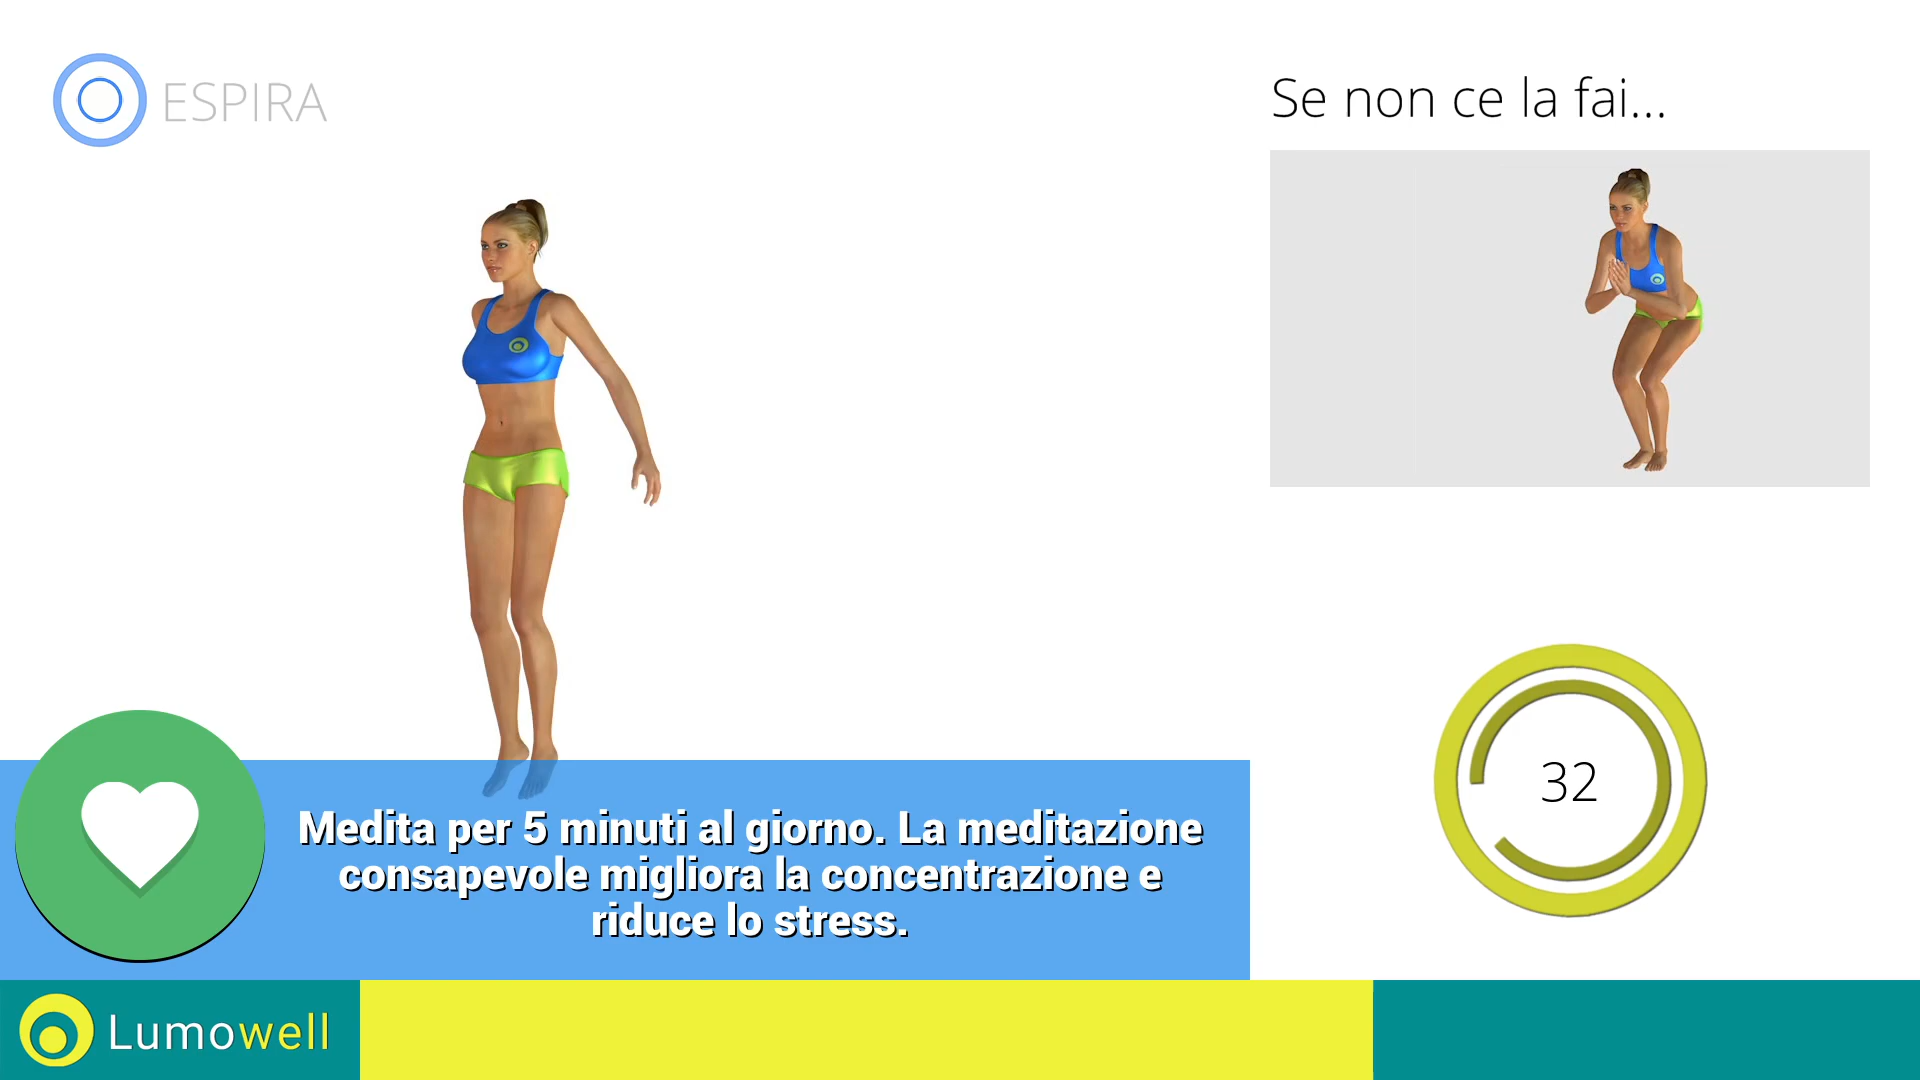 ESPIRA
Se non ce la fai...
32
Medita per 5 minuti al giorno. La meditazione
consapevole migliora la concentrazione e
riduce lo stress.
Lumowell